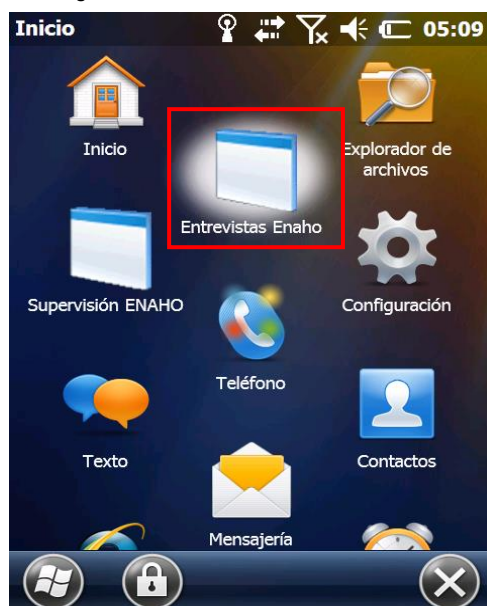 Inicio 05:09
Inicio
Explorador de
archivos
Entrevistas Enaho
Supervisión ENAHO
Configuración
Teléfono
Texto
Contactos
Mensajería